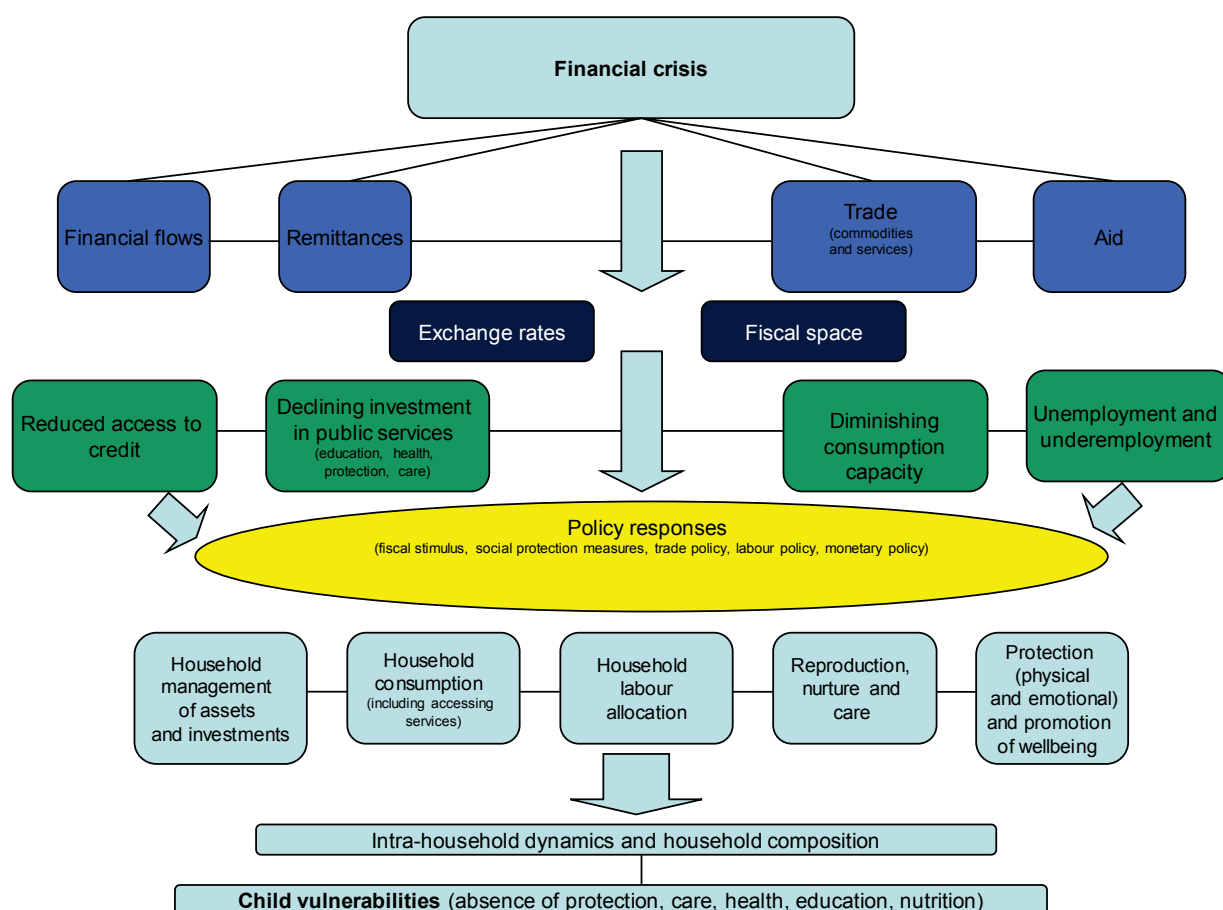 Financial crisis
Financial flows
Remittances
Trade
(commodities
and services)
Aid
Exchange rates
Fiscal space
Reduced access to
credit
Declining investment
in public services
(education, health,
protection, care)
Diminishing
consumption
capacity
Unemployment and
underemployment
Policy responses
(fiscal stimulus, social protection measures, trade policy, labour policy, monetary policy)
Household
management
of assets
and investments
Household
consumption
(including accessing
services)
Household
labour
allocation
Reproduction,
nurture and
care
Protection
(physical
and emotional)
and promotion
of wellbeing
Intra-household dynamics and household composition
Child vulnerabilities (absence of protection, care, health, education, nutrition)